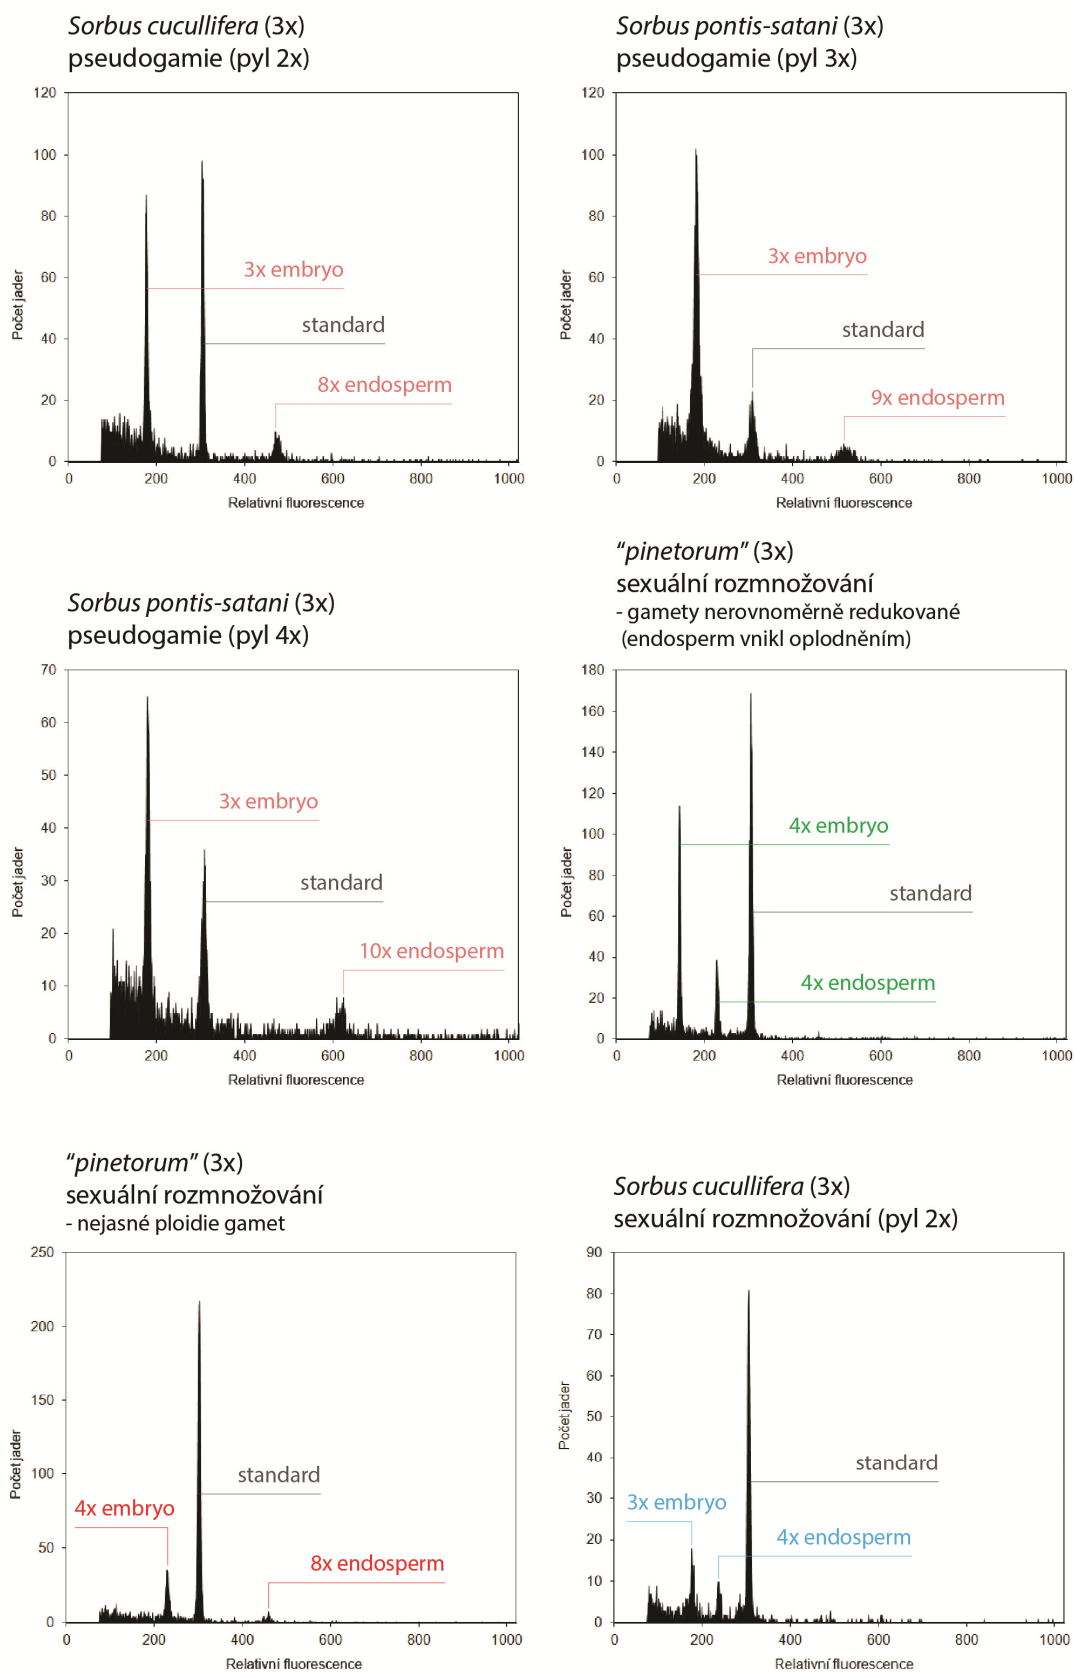 Sorbus cucullifera (3x)
pseudogamie (pyl 2x)
120
100
80
60
40
20
0
Počet jader
3x embryo
standard
8x endosperm
0 200 400 600 800 1000
Relativní fluorescence
Sorbus pontis-satani (3x)
pseudogamie (pyl 3x)
120
100
80
60
40
20
0
Počet jader
3x embryo
standard
9x endosperm
0 200 400 600 800 1000
Relativní fluorescence
Sorbus pontis-satani (3x)
pseudogamie (pyl 4x)
70
60
50
40
30
20
10
0
Počet jader
3x embryo
standard
10x endosperm
0 200 400 600 800 1000
Relativní fluorescence
“pinetorum” (3x)
sexuální rozmnožování
- gamety nerovnoměrně redukované
(endosperm vnikl oplodněním)
180
160
140
120
100
80
60
40
20
0
Počet jader
4x embryo
standard
4x endosperm
0 200 400 600 800 1000
Relativní fluorescence
“pinetorum” (3x)
sexuální rozmnožování
- nejasné ploidie gamet
250
200
150
100
50
0
Počet jader
standard
4x embryo
8x endosperm
0 200 400 600 800 1000
Relativní fluorescence
Sorbus cucullifera (3x)
sexuální rozmnožování (pyl 2x)
90
80
70
60
50
40
30
20
10
0
Počet jader
standard
3x embryo
4x endosperm
0 200 400 600 800 1000
Relativní fluorescence